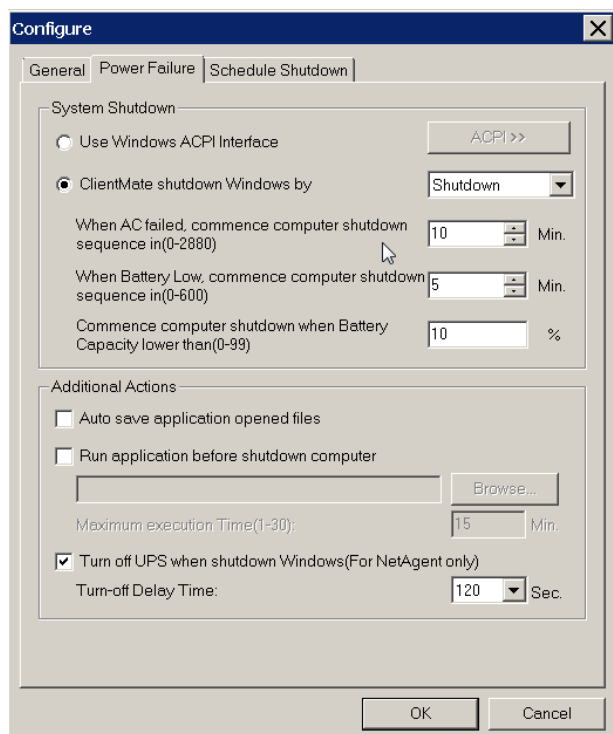 Configure
General Power Failure Schedule Shutdown
System Shutdown
Use Windows ACPI Interface ACPI >>
ClientMate shutdown Windows by Shutdown
When AC failed, commence computer shutdown
sequence in(0-2880) 10 Min.
When Battery Low, commence computer shutdown
sequence in(0-600) 5 Min.
Commence computer shutdown when Battery
Capacity lower than(0-99) 10 %
Additional Actions
Auto save application opened files
Run application before shutdown computer
Browse...
Maximum execution Time(1-30): 15 Min.
Turn off UPS when shutdown Windows(For NetAgent only)
Turn-off Delay Time: 120 Sec.
OK Cancel